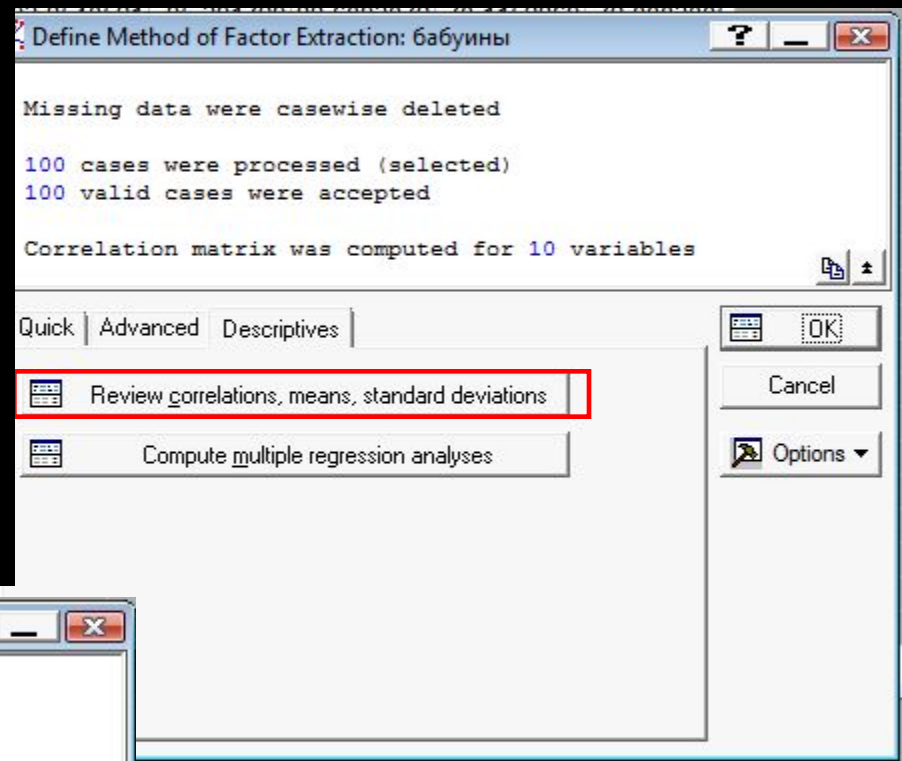 Define Method of Factor Extraction: бабуины
Missing data were casewise deleted
100 cases were processed (selected)
100 valid cases were accepted
Correlation matrix was computed for 10 variables
Quick Advanced Descriptives
OK
Review correlations, means, standard deviations
Cancel
Compute multiple regression analyses
Options